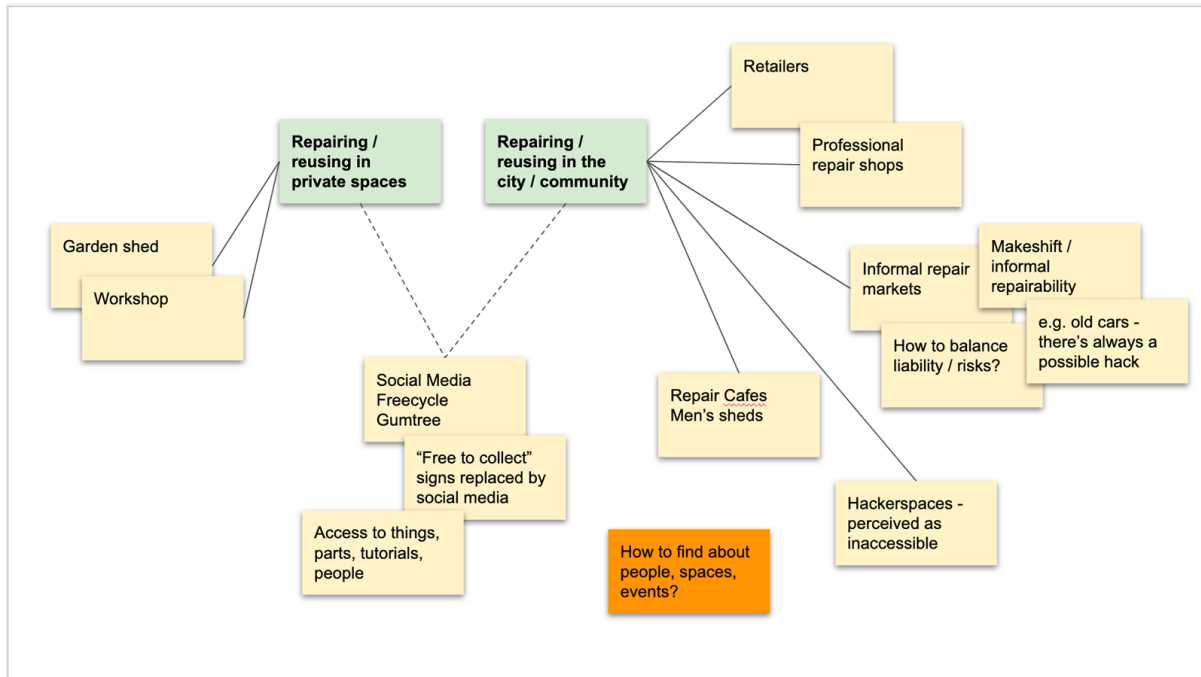 Retailers
Repairing /
reusing in
private spaces
Repairing /
reusing in the
city / community
Professional
repair shops
Garden shed
Workshop
Informal repair
markets
Makeshift /
informal
repairability
e.g. old cars -
there’s always a
possible hack
How to balance
liability / risks?
Social Media
Freecycle
Gumtree
“Free to collect”
signs replaced by
social media
Access to things,
parts, tutorials,
people
Repair Cafes
Men’s sheds
Hackerspaces -
perceived as
inaccessible
How to find about
people, spaces,
events?